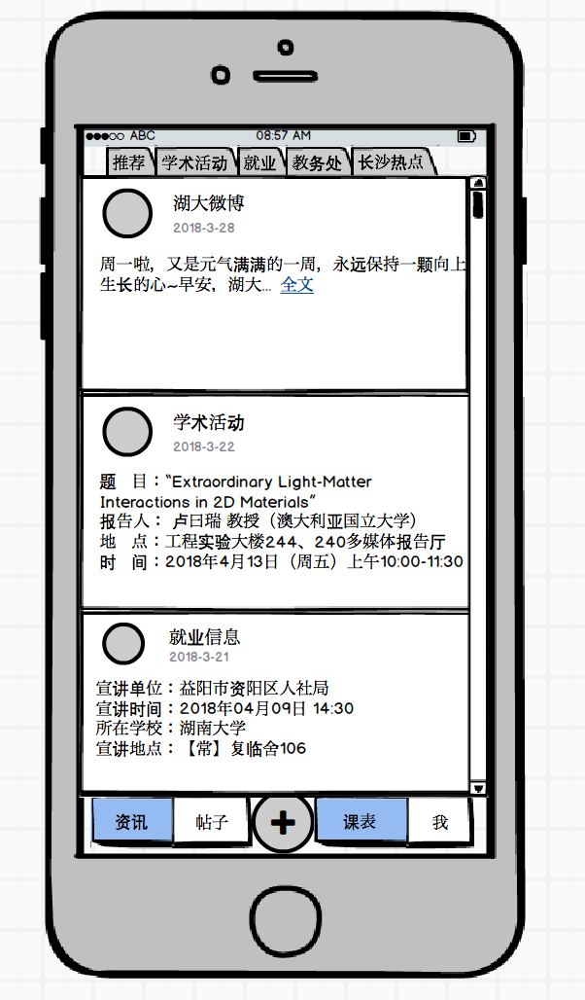 ABC 08:57 AM
推荐 学术活动 就业 教务处 长沙热点
湖大微博
2018-3-28
周一啦，又是元气满满的一周，永远保持一颗向上
生长的心~早安，湖大... 全文
学术活动
2018-3-22
题 目：“Extraordinary Light-Matter
Interactions in 2D Materials”
报告人： 卢日瑞 教授（澳大利亚国立大学）
地 点：工程实验大楼244、240多媒体报告厅
时 间：2018年4月13日（周五）上午10:00-11:30
就业信息
2018-3-21
宣讲单位：益阳市资阳区人社局
宣讲时间：2018年04月09日 14:30
所在学校：湖南大学
宣讲地点：【常】复临舍106
资讯 帖子 + 课表 我